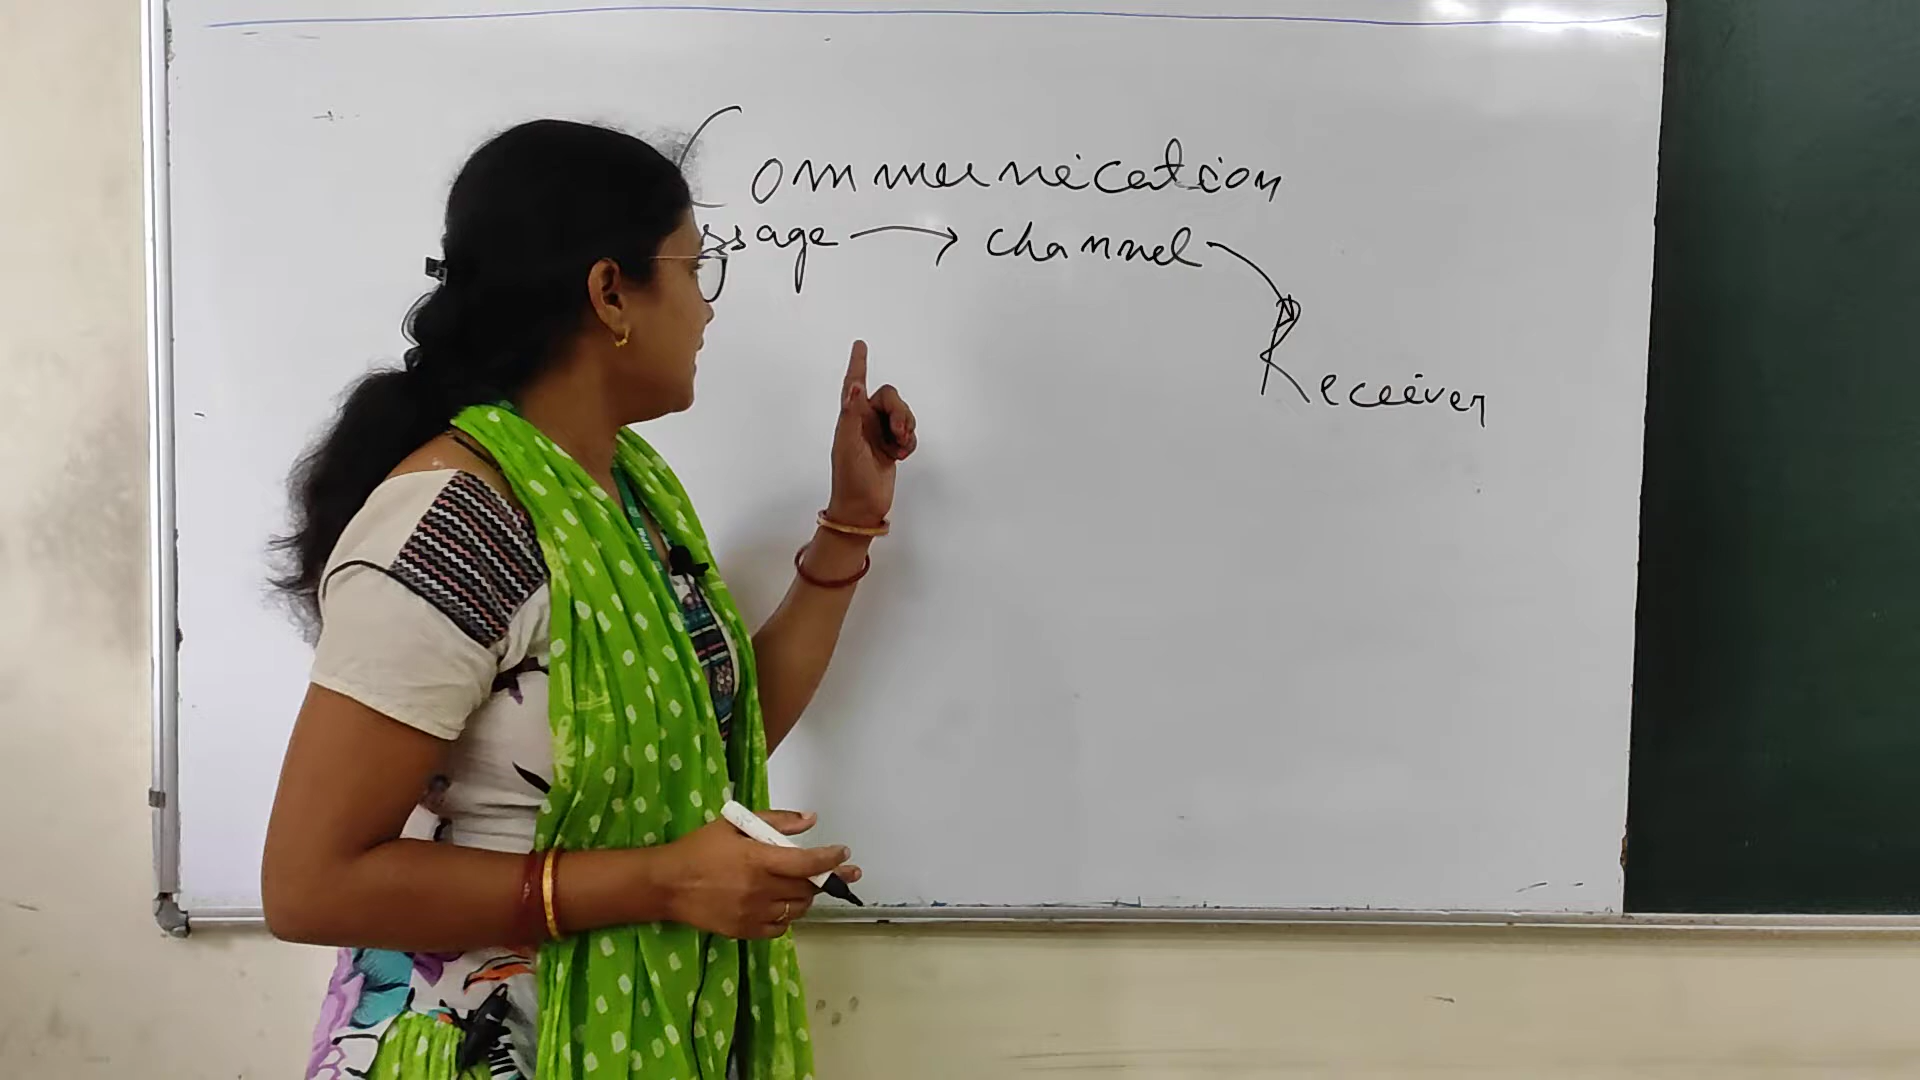 Communication
ssage → channel
Receiver